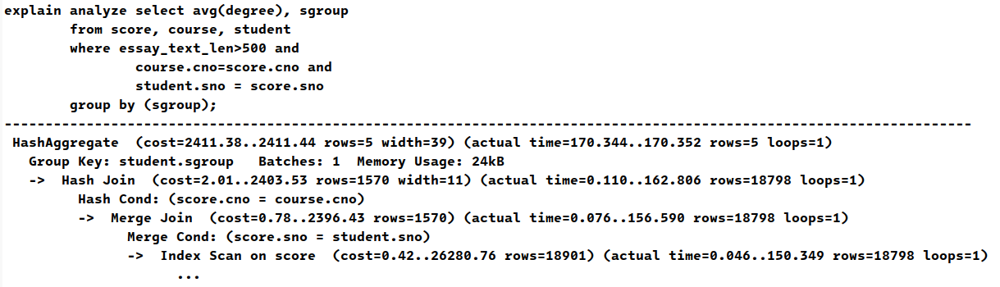 explain analyze select avg(degree), sgroup
from score, course, student
where essay_text_len>500 and
course.cno=score.cno and
student.sno = score.sno
group by (sgroup);
----------------------------------------------------------------------------------------------------------------------
HashAggregate  (cost=2411.38..2411.44 rows=5 width=39) (actual time=170.344..170.352 rows=5 loops=1)
Group Key: student.sgroup   Batches: 1  Memory Usage: 24kB
->  Hash Join  (cost=2.01..2403.53 rows=1570 width=11) (actual time=0.110..162.806 rows=18798 loops=1)
Hash Cond: (score.cno = course.cno)
->  Merge Join  (cost=0.78..2396.43 rows=1570) (actual time=0.076..156.590 rows=18798 loops=1)
Merge Cond: (score.sno = student.sno)
->  Index Scan on score  (cost=0.42..26280.76 rows=18901) (actual time=0.046..150.349 rows=18798 loops=1)
...